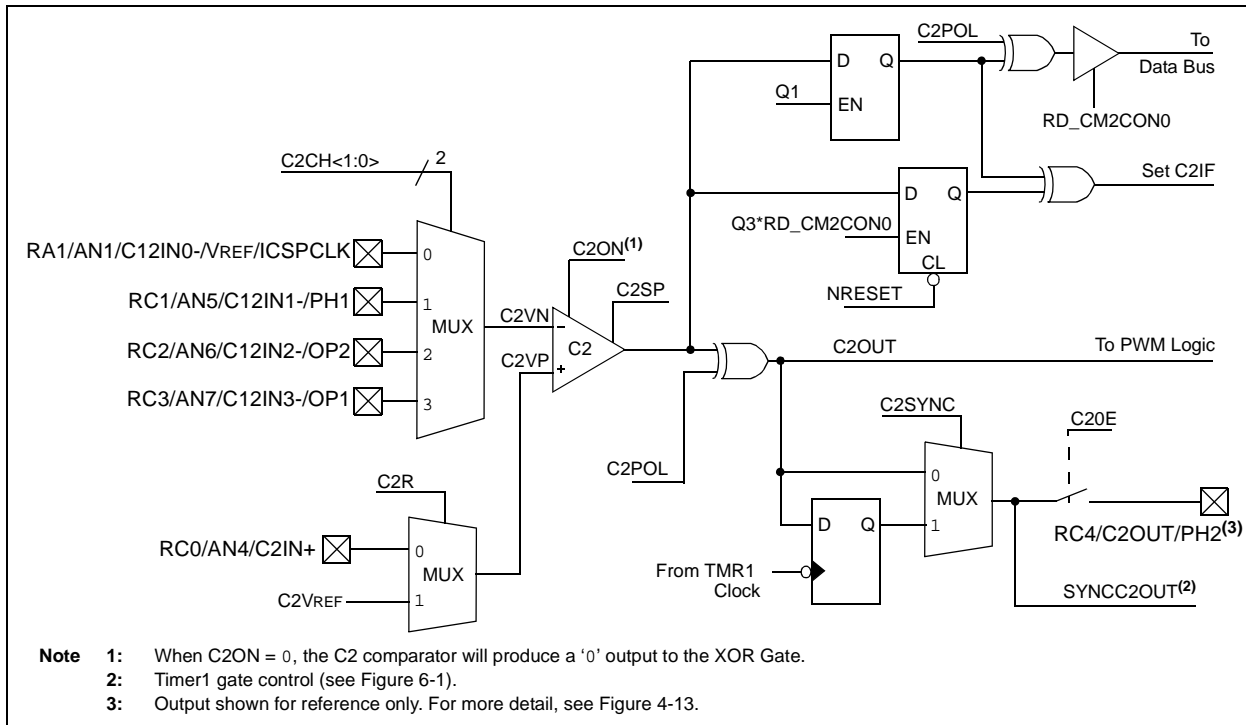 C2POL
To
Data Bus
D Q
Q1
EN
RD_CM2CON0
C2CH<1:0>
2
Set C2IF
D Q
Q3*RD_CM2CON0
EN
CL
NRESET
RA1/AN1/C12IN0-/VREF/ICSPCLK
0
RC1/AN5/C12IN1-/PH1
1
MUX
RC2/AN6/C12IN2-/OP2
2
RC3/AN7/C12IN3-/OP1
3
C2ON(1)
C2SP
C2VN
–
C2
C2VP
+
C2OUT
To PWM Logic
C2POL
C2SYNC
C20E
0
MUX
1
D Q
From TMR1
Clock
RC4/C2OUT/PH2(3)
SYNCC2OUT(2)
C2R
RC0/AN4/C2IN+
0
MUX
C2VREF
1
Note 1: When C2ON = 0, the C2 comparator will produce a ‘0’ output to the XOR Gate.
2: Timer1 gate control (see Figure 6-1).
3: Output shown for reference only. For more detail, see Figure 4-13.